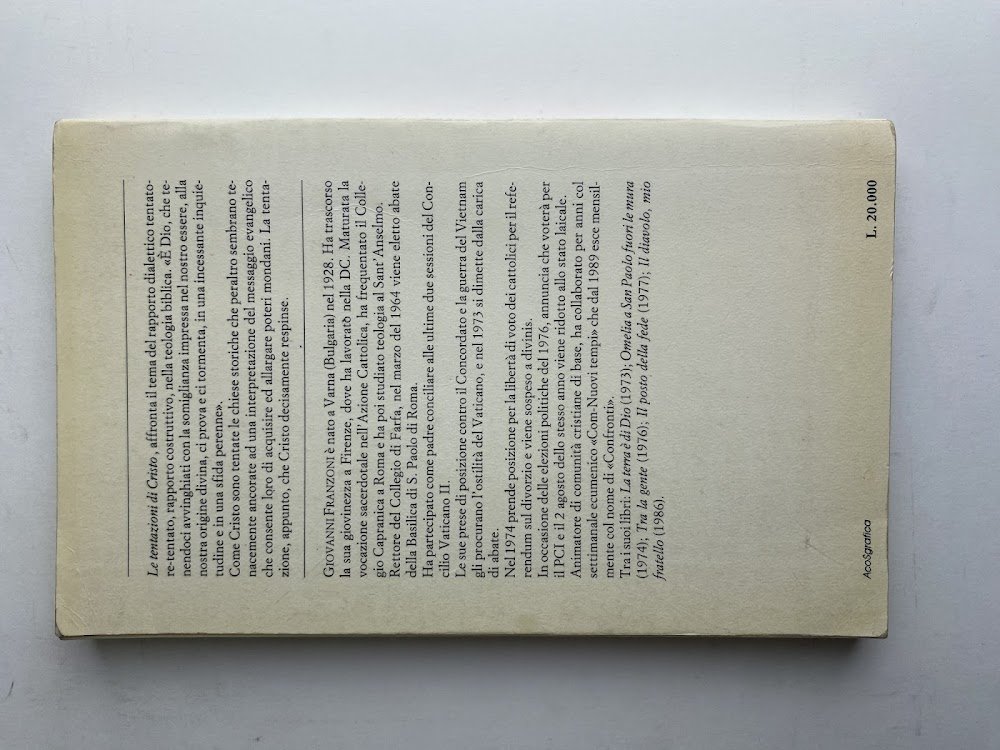 Le tentazioni di Cristo, affronta il tema del rapporto dialettico tentato-
re-tentato, rapporto costruttivo, nella teologia biblica. «È Dio, che te-
nendoci avvinghiati con la somiglianza impressa nel nostro essere, alla
nostra origine divina, ci prova e ci tormenta, in una incessante inquie-
tudine e in una sfida perenne».
Come Cristo sono tentate le chiese storiche che peraltro sembrano te-
nacemente ancorate ad una interpretazione del messaggio evangelico
che consente loro di acquisire ed allargare poteri mondani. La tenta-
zione, appunto, che Cristo decisamente respinse.
GIOVANNI FRANZONI è nato a Varna (Bulgaria) nel 1928. Ha trascorso
la sua giovinezza a Firenze, dove ha lavorato nella DC. Maturata la
vocazione sacerdotale nell'Azione Cattolica, ha frequentato il Colle-
gio Capranica a Roma e ha poi studiato teologia al Sant'Anselmo.
Rettore del Collegio di Farfa, nel marzo del 1964 viene eletto abate
della Basilica di S. Paolo di Roma.
Ha partecipato come padre conciliare alle ultime due sessioni del Con-
cilio Vaticano II.
Le sue prese di posizione contro il Concordato e la guerra del Vietnam
gli procurano l'ostilità del Vaticano, e nel 1973 si dimette dalla carica
di abate.
Nel 1974 prende posizione per la libertà di voto dei cattolici per il refe-
rendum sul divorzio e viene sospeso a divinis.
In occasione delle elezioni politiche del 1976, annuncia che voterà per
il PCI e il 2 agosto dello stesso anno viene ridotto allo stato laicale.
Animatore di comunità cristiane di base, ha collaborato per anni col
settimanale ecumenico «Com-Nuovi tempi» che dal 1989 esce mensil-
mente col nome di «Confronti».
Tra i suoi libri: La terra è di Dio (1973); Omelia a San Paolo fuori le mura
(1974); Tra la gente (1976); Il posto della fede (1977); Il diavolo, mio
fratello (1986).
AcoSgrafica
L. 20.000